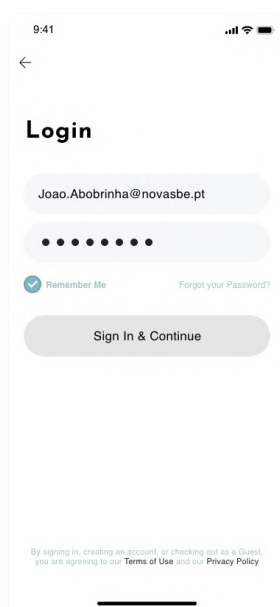 9:41
Login
Joao.Abobrinha@novasbe.pt
Remember Me
Forgot your Password?
Sign In & Continue
By signing in, creating an account, or checking out as a Guest,
you are agreeing to our Terms of Use and our Privacy Policy